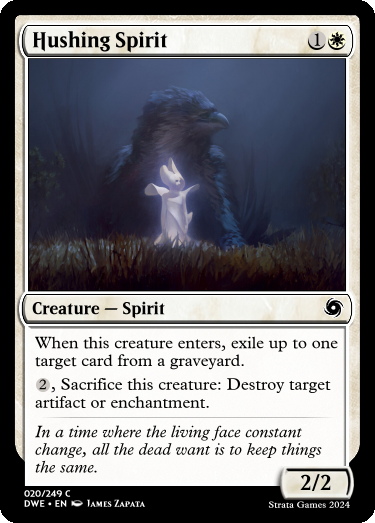 Hushing Spirit 1
Creature — Spirit
When this creature enters, exile up to one
target card from a graveyard.
2, Sacrifice this creature: Destroy target
artifact or enchantment.
In a time where the living face constant
change, all the dead want is to keep things
the same.
2/2
020/249 C
DWE • EN James Zapata
Strata Games 2024